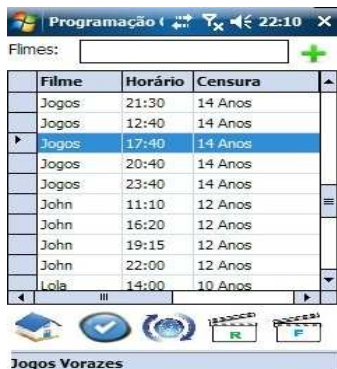 Programação ( 22:10
Flimes:
Filme Horário Censura
Jogos 21:30 14 Anos
Jogos 12:40 14 Anos
Jogos 17:40 14 Anos
Jogos 20:40 14 Anos
Jogos 23:40 14 Anos
John 11:10 12 Anos
John 16:20 12 Anos
John 19:15 12 Anos
John 22:00 12 Anos
Lola 14:00 10 Anos
R F
Jogos Vorazes